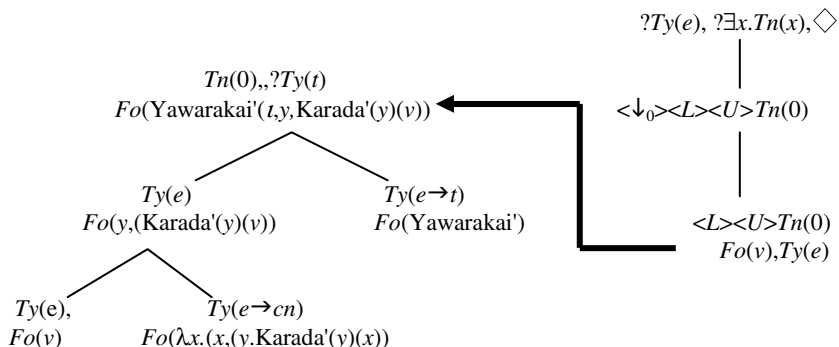 ?Ty(e), ?∃x.Tn(x),◇
Tn(0),,?Ty(t)
Fo(Yawarakai'(ι,y,Karada'(y)(v))
<↓₀><L><U>Tn(0)
Ty(e)
Ty(e→t)
Fo(y,(Karada'(y)(v))
Fo(Yawarakai')
<L><U>Tn(0)
Fo(v),Ty(e)
Ty(e),
Ty(e→cn)
Fo(v)
Fo(λx.(x,(y.Karada'(y)(x))